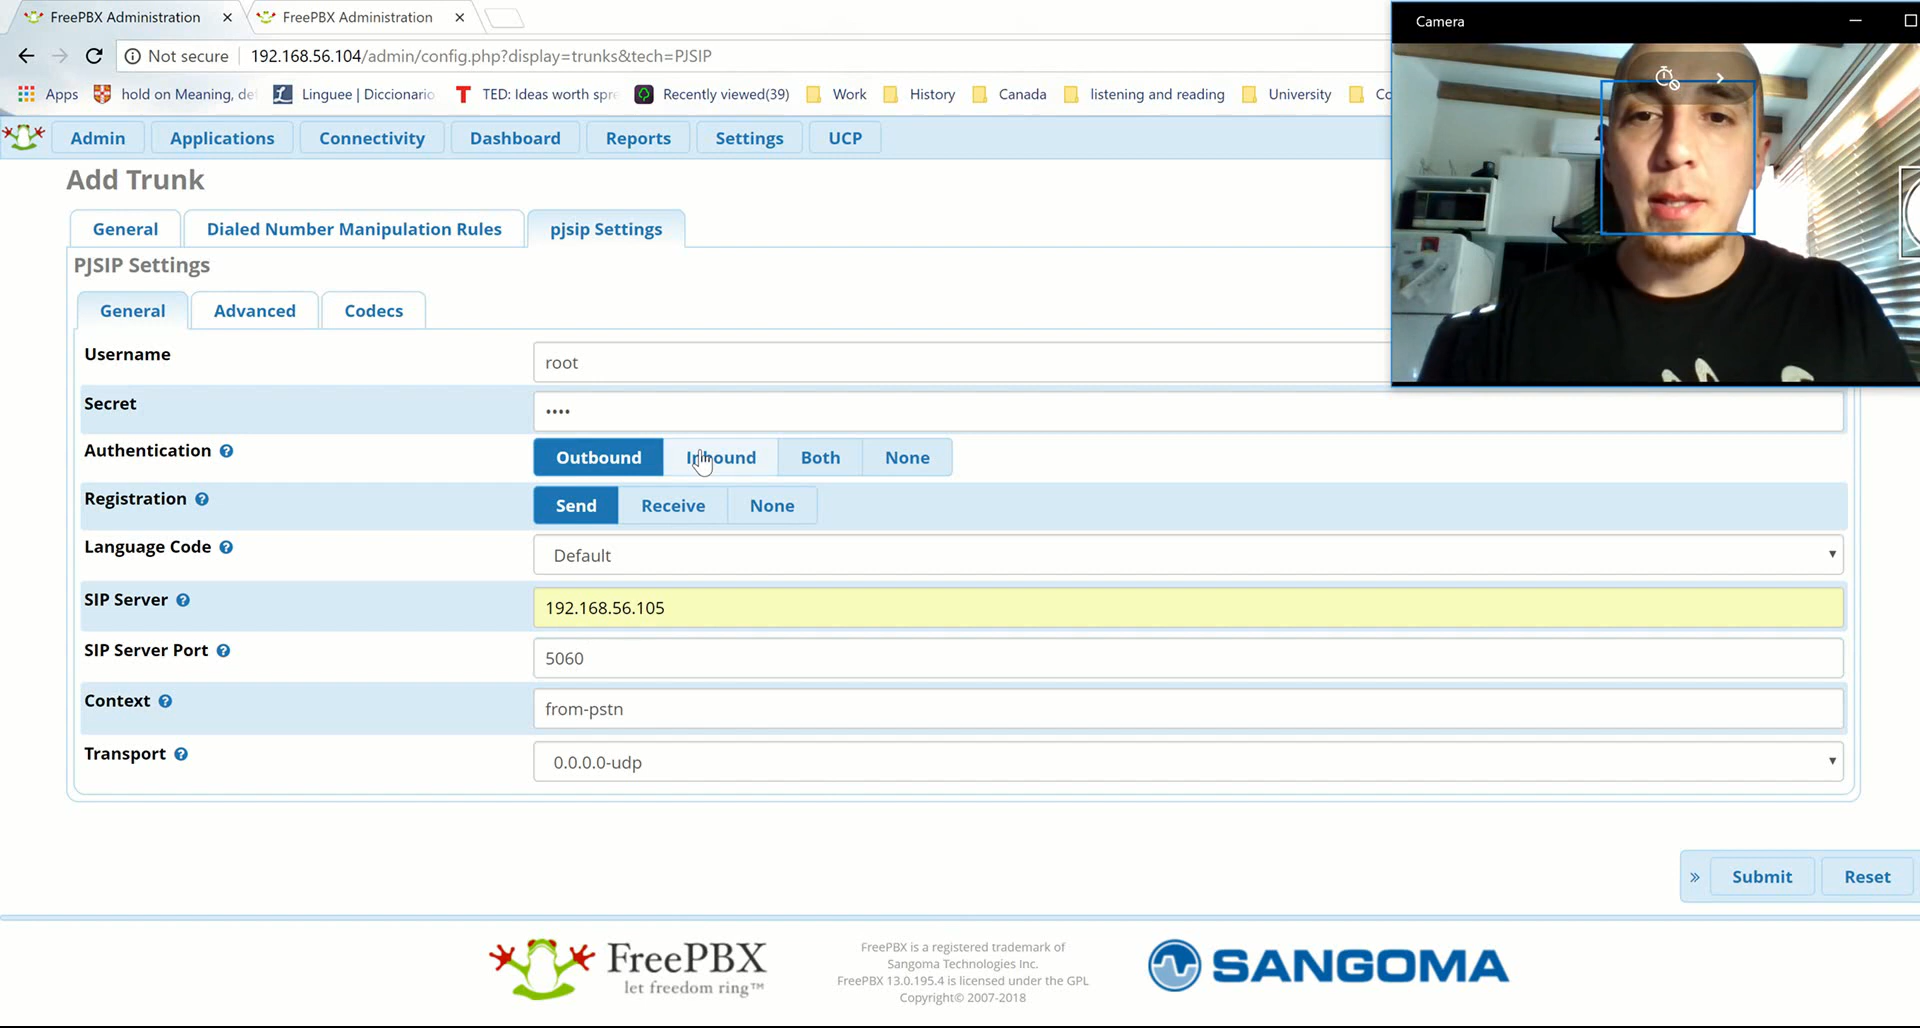 FreePBX Administration
FreePBX Administration
Camera
Not secure
192.168.56.104/admin/config.php?display=trunks&tech=PJSIP
Apps
hold on Meaning, de
Linguee | Diccionario
TED: Ideas worth spre
Recently viewed(39)
Work
History
Canada
listening and reading
University
Co
Admin
Applications
Connectivity
Dashboard
Reports
Settings
UCP
Add Trunk
General
Dialed Number Manipulation Rules
pjsip Settings
PJSIP Settings
General
Advanced
Codecs
Username
root
Secret
••••
Authentication
Outbound
Inbound
Both
None
Registration
Send
Receive
None
Language Code
Default
SIP Server
192.168.56.105
SIP Server Port
5060
Context
from-pstn
Transport
0.0.0.0-udp
» Submit
Reset
FreePBX
let freedom ring™
FreePBX is a registered trademark of
Sangoma Technologies Inc.
FreePBX 13.0.195.4 is licensed under the GPL
Copyright© 2007-2018
SANGOMA